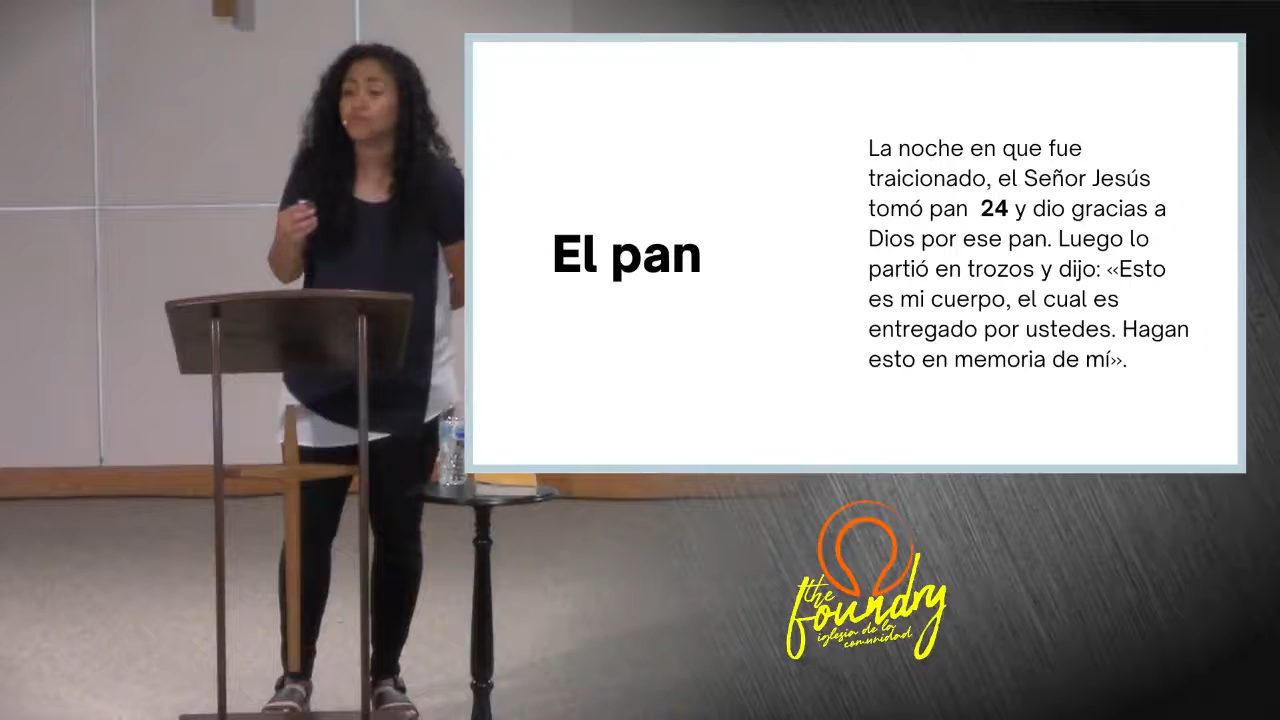 El pan
La noche en que fue
traicionado, el Señor Jesús
tomó pan  24 y dio gracias a
Dios por ese pan. Luego lo
partió en trozos y dijo: «Esto
es mi cuerpo, el cual es
entregado por ustedes. Hagan
esto en memoria de mí».
the
foundry
iglesia de la
comunidad